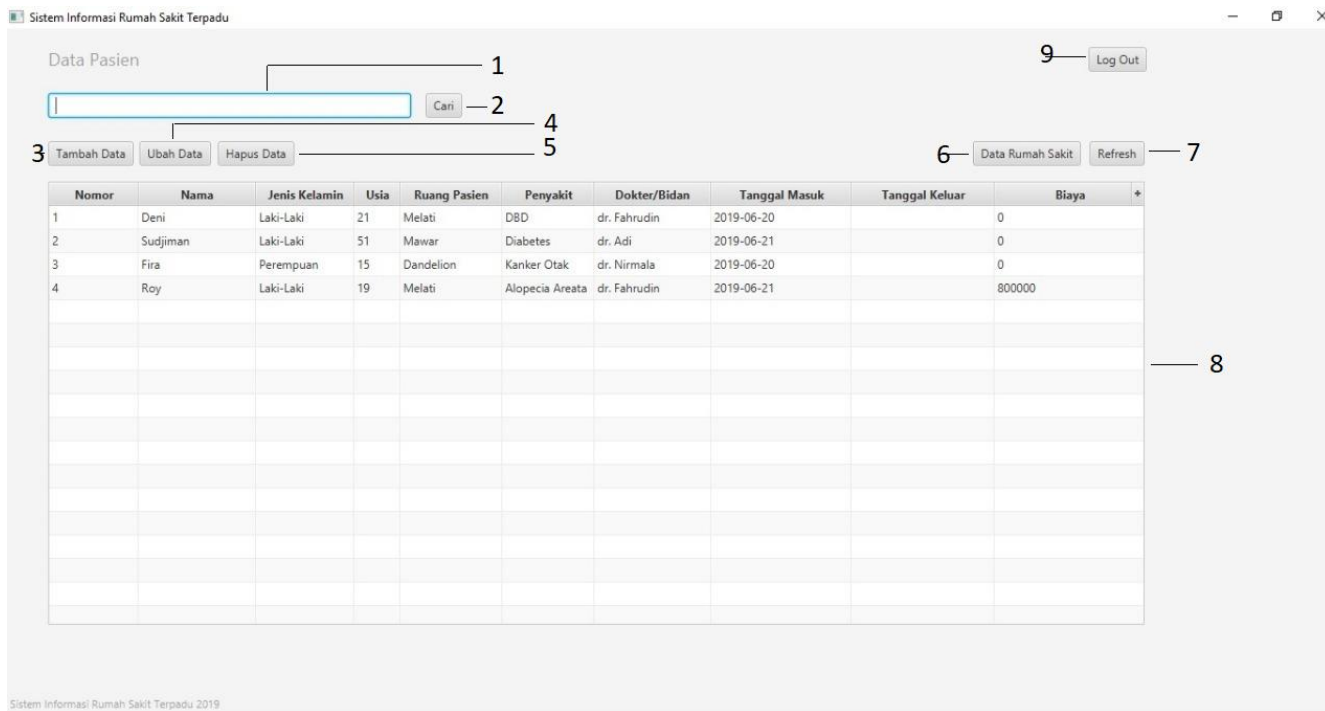 Sistem Informasi Rumah Sakit Terpadu
Data Pasien
1
9
Log Out
Cari
2
4
3
Tambah Data
Ubah Data
Hapus Data
5
6
Data Rumah Sakit
Refresh
7
Nomor Nama Jenis Kelamin Usia Ruang Pasien Penyakit Dokter/Bidan Tanggal Masuk Tanggal Keluar Biaya +
1 Deni Laki-Laki 21 Melati DBD dr. Fahrudin 2019-06-20 0
2 Sudjiman Laki-Laki 51 Mawar Diabetes dr. Adi 2019-06-21 0
3 Fira Perempuan 15 Dandelion Kanker Otak dr. Nirmala 2019-06-20 0
4 Roy Laki-Laki 19 Melati Alopecia Areata dr. Fahrudin 2019-06-21 800000
8
Sistem Informasi Rumah Sakit Terpadu 2019